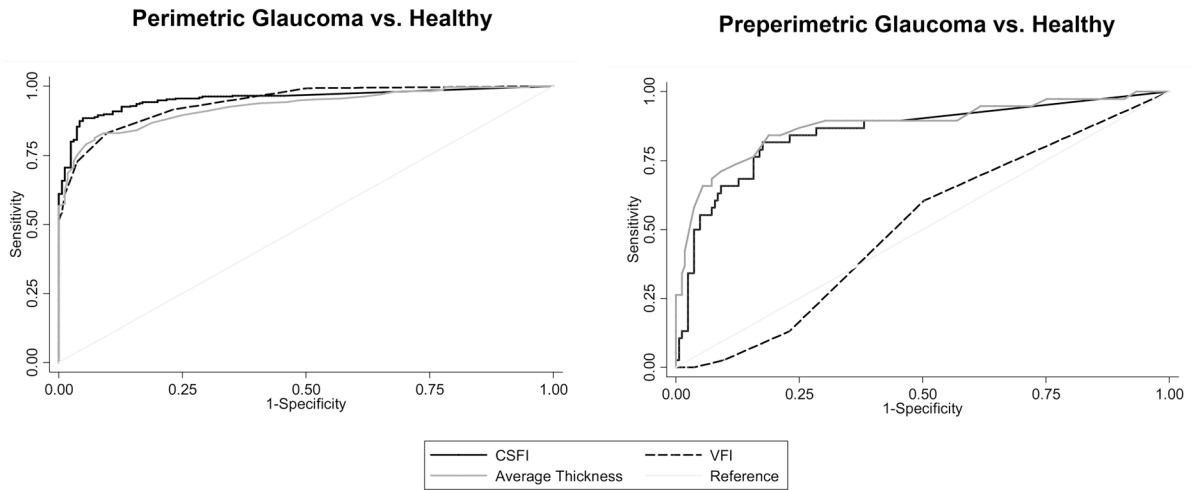 Perimetric Glaucoma vs. Healthy
Sensitivity
1.00
0.75
0.50
0.25
0.00
0.00 0.25 0.50 0.75 1.00
1-Specificity
Preperimetric Glaucoma vs. Healthy
Sensitivity
1.00
0.75
0.50
0.25
0.00
0.00 0.25 0.50 0.75 1.00
1-Specificity
CSFI VFI
Average Thickness Reference